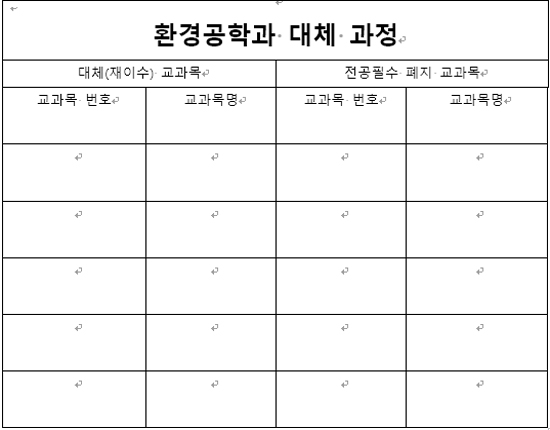 환경공학과 대체 과정
대체(재이수) 교과목 전공필수 폐지 교과목
교과목 번호 교과목명 교과목 번호 교과목명